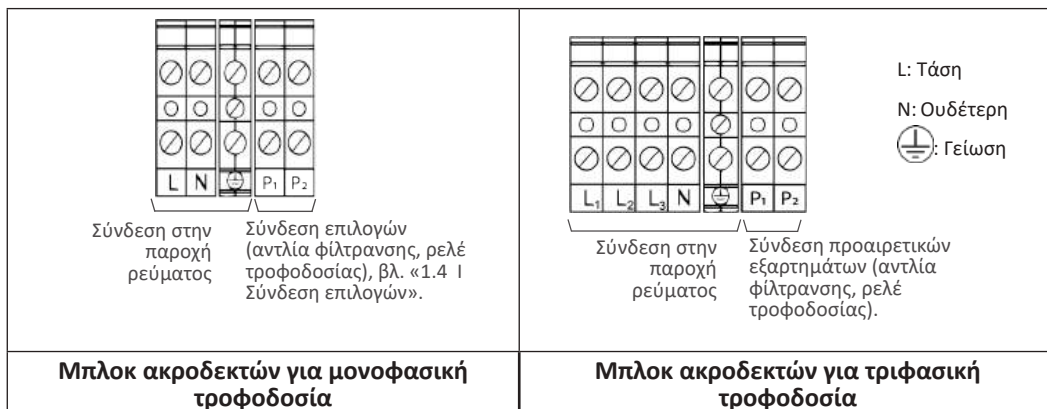 L N P₁ P₂
Σύνδεση στην
παροχή
ρεύματος
Σύνδεση επιλογών
(αντλία φίλτρανσης, ρελέ
τροφοδοσίας), βλ. «1.4 I
Σύνδεση επιλογών».
Μπλοκ ακροδεκτών για μονοφασική
τροφοδοσία
L₁ L₂ L₃ N P₁ P₂
Σύνδεση στην
παροχή
ρεύματος
Σύνδεση προαιρετικών
εξαρτημάτων (αντλία
φίλτρανσης, ρελέ
τροφοδοσίας).
L: Τάση
N: Ουδέτερη
: Γείωση
Μπλοκ ακροδεκτών για τριφασική
τροφοδοσία